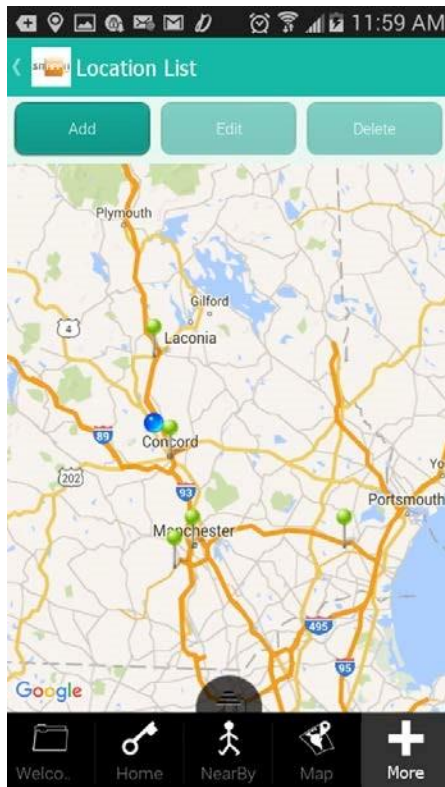 11:59 AM
Location List
Add
Edit
Delete
Plymouth
Gilford
4
Laconia
89
Concord
Yo
202
93
Portsmouth
Manchester
495
95
Google
Welco..
Home
NearBy
Map
More